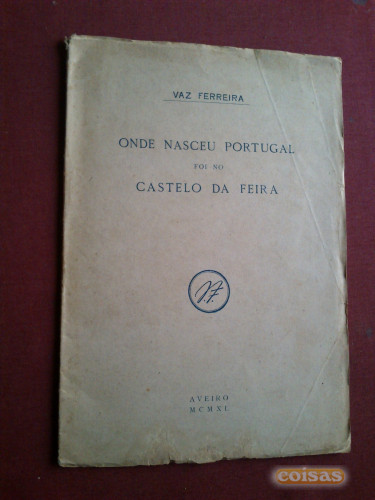 VAZ FERREIRA
ONDE NASCEU PORTUGAL
FOI NO
CASTELO DA FEIRA
AVEIRO
MCMXL
coisas